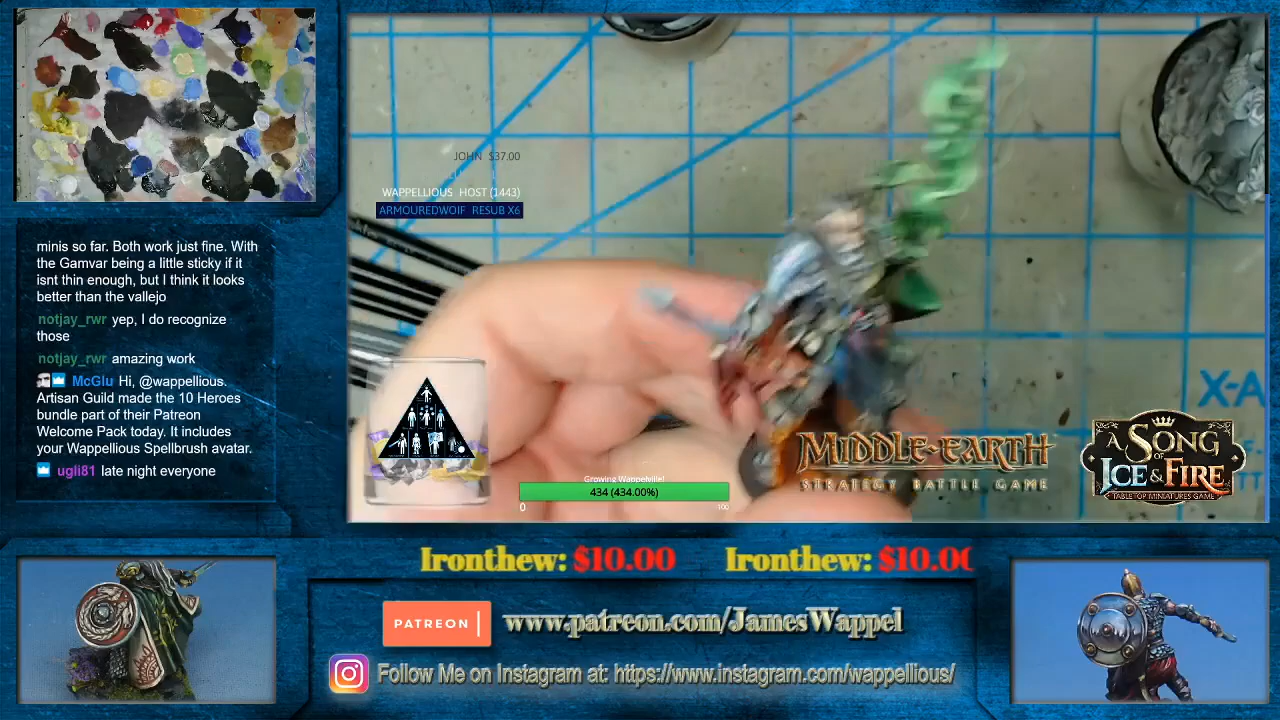 JOHN $37.00
WAPPELLIOUS HOST (1443)
ARMOUREDWOIF RESUB X6
minis so far. Both work just fine. With
the Gamvar being a little sticky if it
isnt thin enough, but I think it looks
better than the vallejo
notjay_rwr yep, I do recognize
those
notjay_rwr amazing work
McGlu Hi, @wappellious.
Artisan Guild made the 10 Heroes
bundle part of their Patreon
Welcome Pack today. It includes
your Wappellious Spellbrush avatar.
ugli81 late night everyone
X-A
MIDDLE-EARTH
STRATEGY BATTLE GAME
A SONG
OF
ICE & FIRE
TABLETOP MINIATURES GAME
Growing Wappelville!
434 (434.00%)
0 100
Ironthew: $10.00 Ironthew: $10.00
PATREON www.patreon.com/JamesWappel
Follow Me on Instagram at: https://www.instagram.com/wappellious/